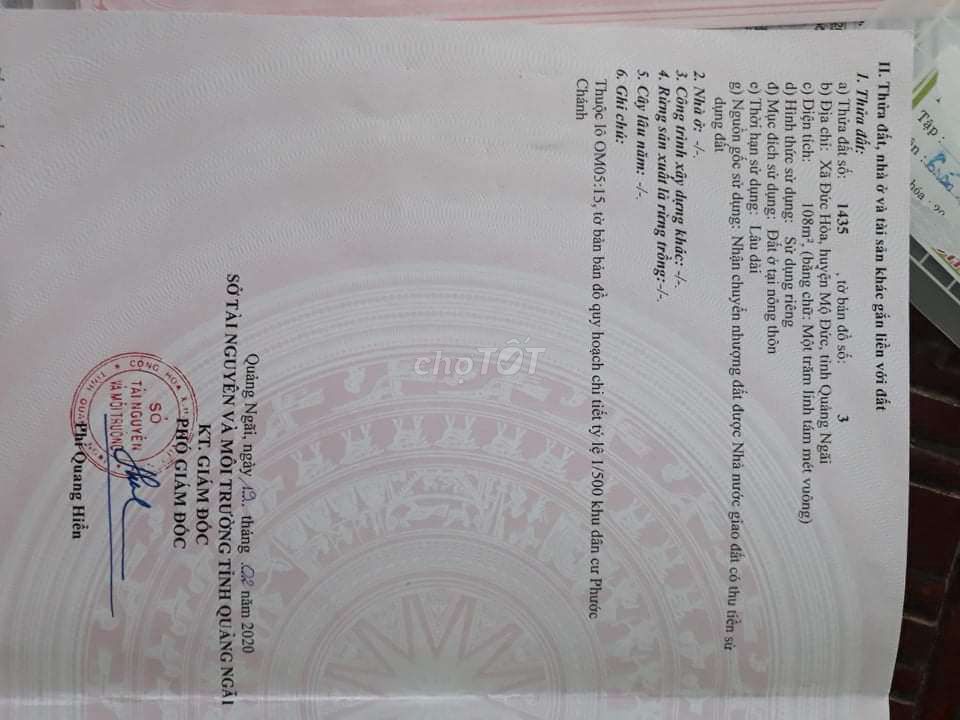 II. Thửa đất, nhà ở và tài sản khác gắn liền với đất
1. Thửa đất:
a) Thửa đất số: 1435 , tờ bản đồ số: 3
b) Địa chỉ: Xã Đức Hòa, huyện Mộ Đức, tỉnh Quảng Ngãi
c) Diện tích: 108m², (bằng chữ: Một trăm linh tám mét vuông)
d) Hình thức sử dụng: Sử dụng riêng
đ) Mục đích sử dụng: Đất ở tại nông thôn
e) Thời hạn sử dụng: Lâu dài
g) Nguồn gốc sử dụng: Nhận chuyển nhượng đất được Nhà nước giao đất có thu tiền sử
dụng đất
2. Nhà ở: -/-.
3. Công trình xây dựng khác: -/-.
4. Rừng sản xuất là rừng trồng:-/-.
5. Cây lâu năm: -/-.
6. Ghi chú:
Thuộc lô OM05:15, tờ bản bản đồ quy hoạch chi tiết tỷ lệ 1/500 khu dân cư Phước
Chánh
Quảng Ngãi, ngày 12 tháng 02 năm 2020
SỞ TÀI NGUYÊN VÀ MÔI TRƯỜNG TỈNH QUẢNG NGÃI
KT. GIÁM ĐỐC
PHÓ GIÁM ĐỐC
SỞ
TÀI NGUYÊN
VÀ MÔI TRƯỜNG
Phi Quang Hiển
chợTỐT
Tập
hóa : 20